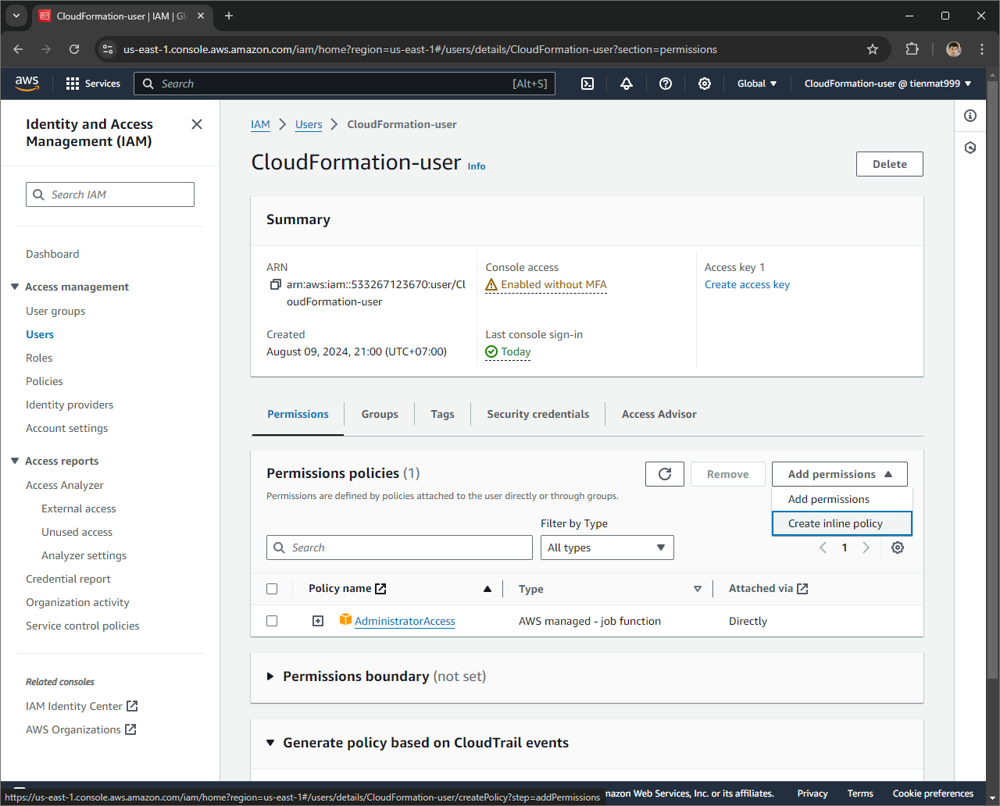 CloudFormation-user | IAM | Gl
us-east-1.console.aws.amazon.com/iam/home?region=us-east-1#/users/details/CloudFormation-user?section=permissions
aws
Services
Search
[Alt+S]
Global
CloudFormation-user @ tienmat999
Identity and Access
Management (IAM)
Search IAM
Dashboard
Access management
User groups
Users
Roles
Policies
Identity providers
Account settings
Access reports
Access Analyzer
External access
Unused access
Analyzer settings
Credential report
Organization activity
Service control policies
Related consoles
IAM Identity Center
AWS Organizations
IAM
Users
CloudFormation-user
CloudFormation-user Info
Delete
Summary
ARN
arn:aws:iam::533267123670:user/Cl
oudFormation-user
Console access
Enabled without MFA
Access key 1
Create access key
Created
August 09, 2024, 21:00 (UTC+07:00)
Last console sign-in
Today
Permissions
Groups
Tags
Security credentials
Access Advisor
Permissions policies (1)
Permissions are defined by policies attached to the user directly or through groups.
Remove
Add permissions
Add permissions
Create inline policy
Filter by Type
Search
All types
1
Policy name
Type
Attached via
AdministratorAccess
AWS managed - job function
Directly
Permissions boundary (not set)
Generate policy based on CloudTrail events
https://us-east-1.console.aws.amazon.com/iam/home?region=us-east-1#/users/details/CloudFormation-user/createPolicy?step=addPermissions
mazon Web Services, Inc. or its affiliates.
Privacy
Terms
Cookie preferences